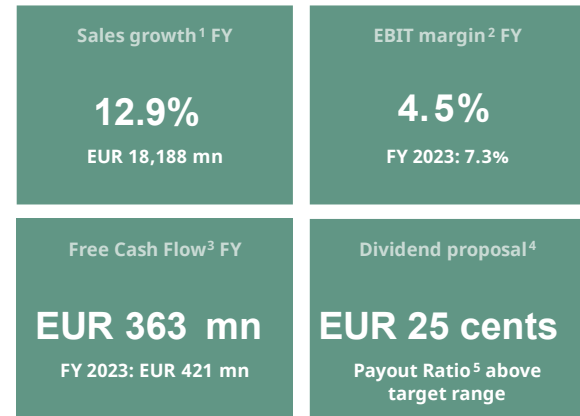 Sales growth¹ FY
12.9%
EUR 18,188 mn
EBIT margin² FY
4.5%
FY 2023: 7.3%
Free Cash Flow³ FY
EUR 363 mn
FY 2023: EUR 421 mn
Dividend proposal⁴
EUR 25 cents
Payout Ratio⁵ above
target range